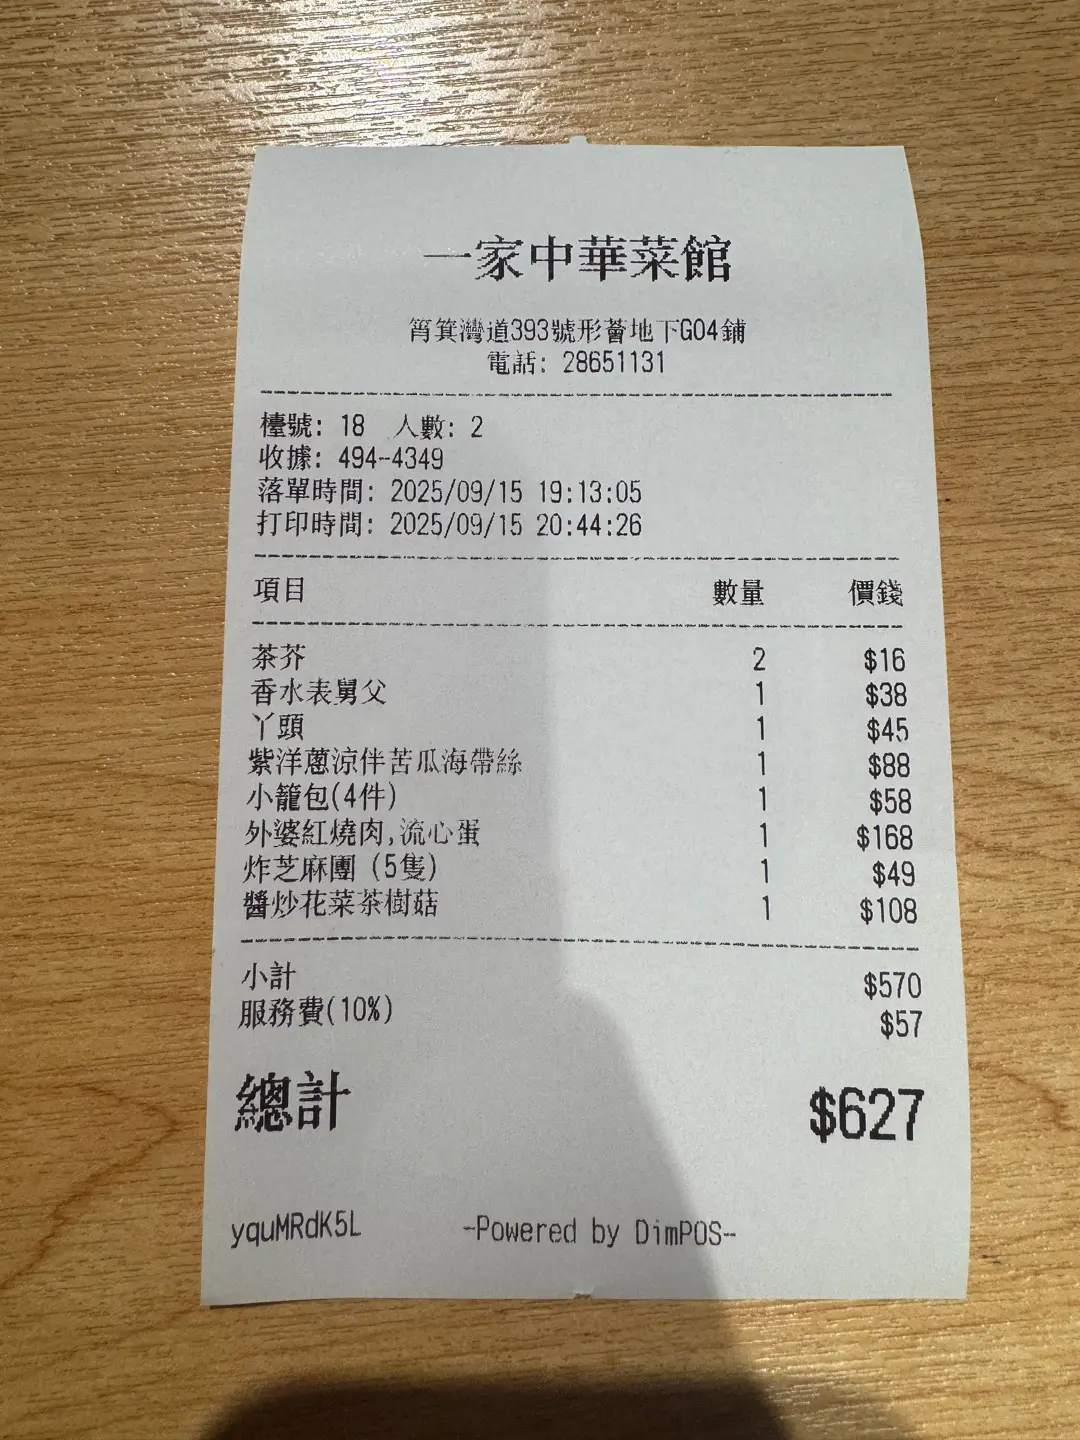 一家中華菜館
筲箕灣道393號形薈地下G04鋪
電話: 28651131
檯號: 18 人數: 2
收據: 494-4349
落單時間: 2025/09/15 19:13:05
打印時間: 2025/09/15 20:44:26
項目 數量 價錢
茶芥 2 $16
香水表舅父 1 $38
丫頭 1 $45
紫洋蔥涼伴苦瓜海帶絲 1 $88
小籠包(4件) 1 $58
外婆紅燒肉,流心蛋 1 $168
炸芝麻團 (5隻) 1 $49
醬炒花菜茶樹菇 1 $108
小計 $570
服務費(10%) $57
總計 $627
yquMRdK5L -Powered by DimPOS-